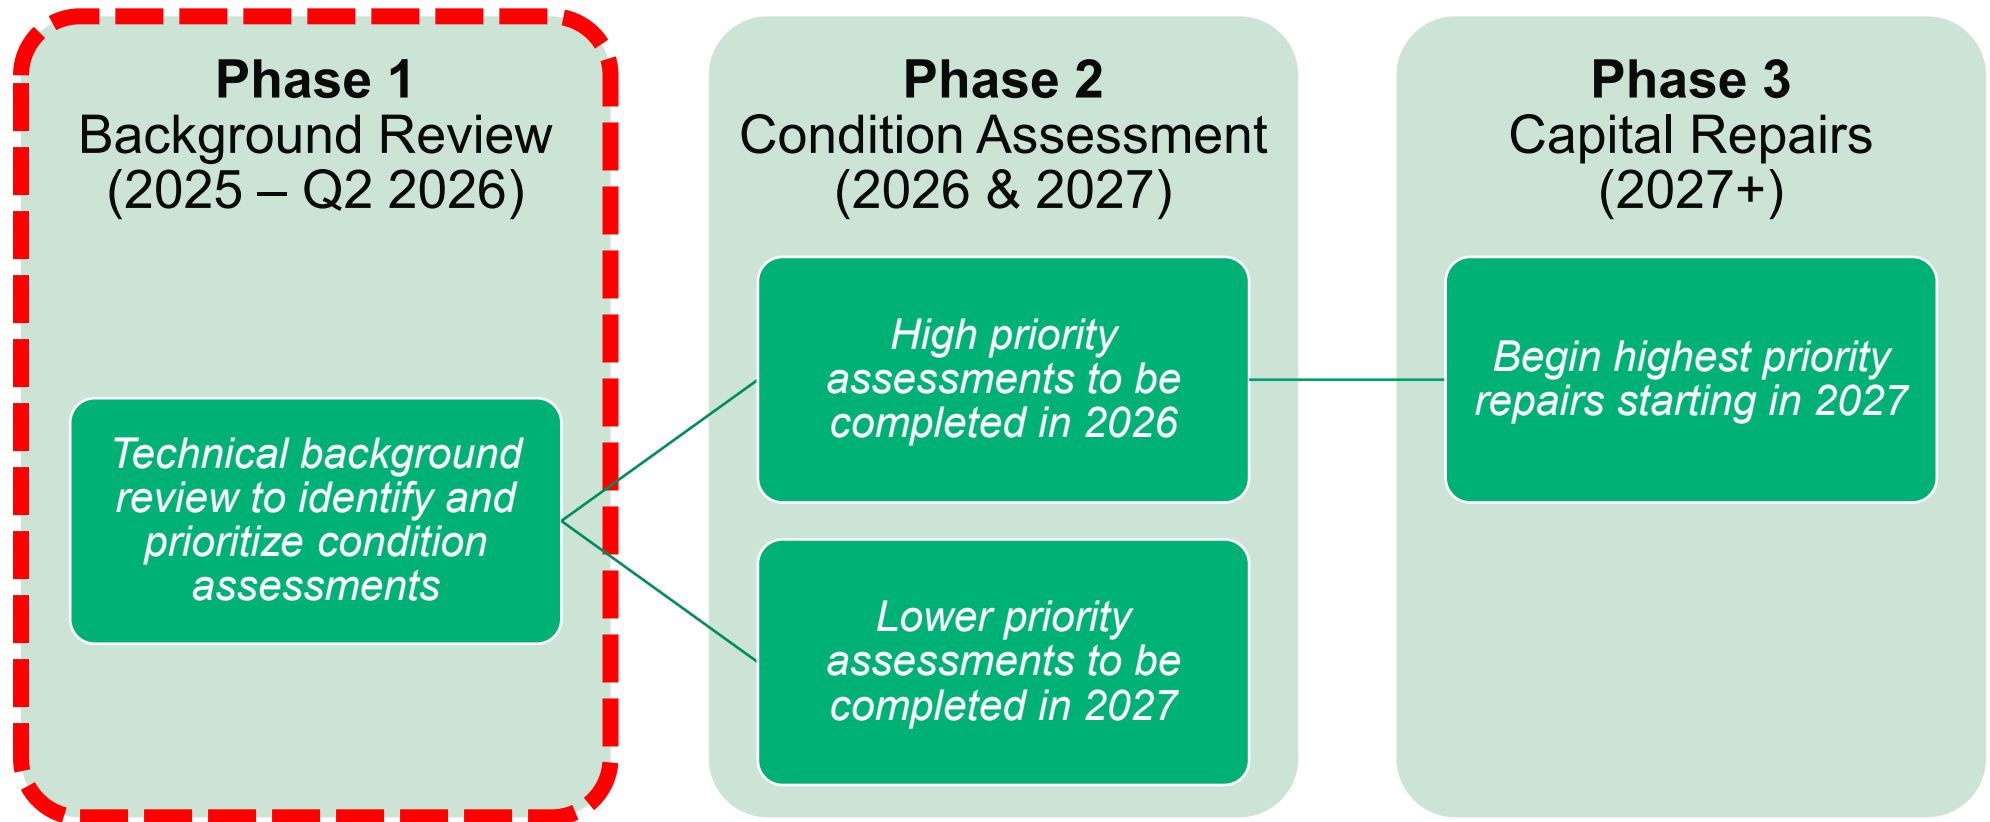 Phase 1
Background Review
(2025 – Q2 2026)
Technical background
review to identify and
prioritize condition
assessments
Phase 2
Condition Assessment
(2026 & 2027)
High priority
assessments to be
completed in 2026
Lower priority
assessments to be
completed in 2027
Phase 3
Capital Repairs
(2027+)
Begin highest priority
repairs starting in 2027